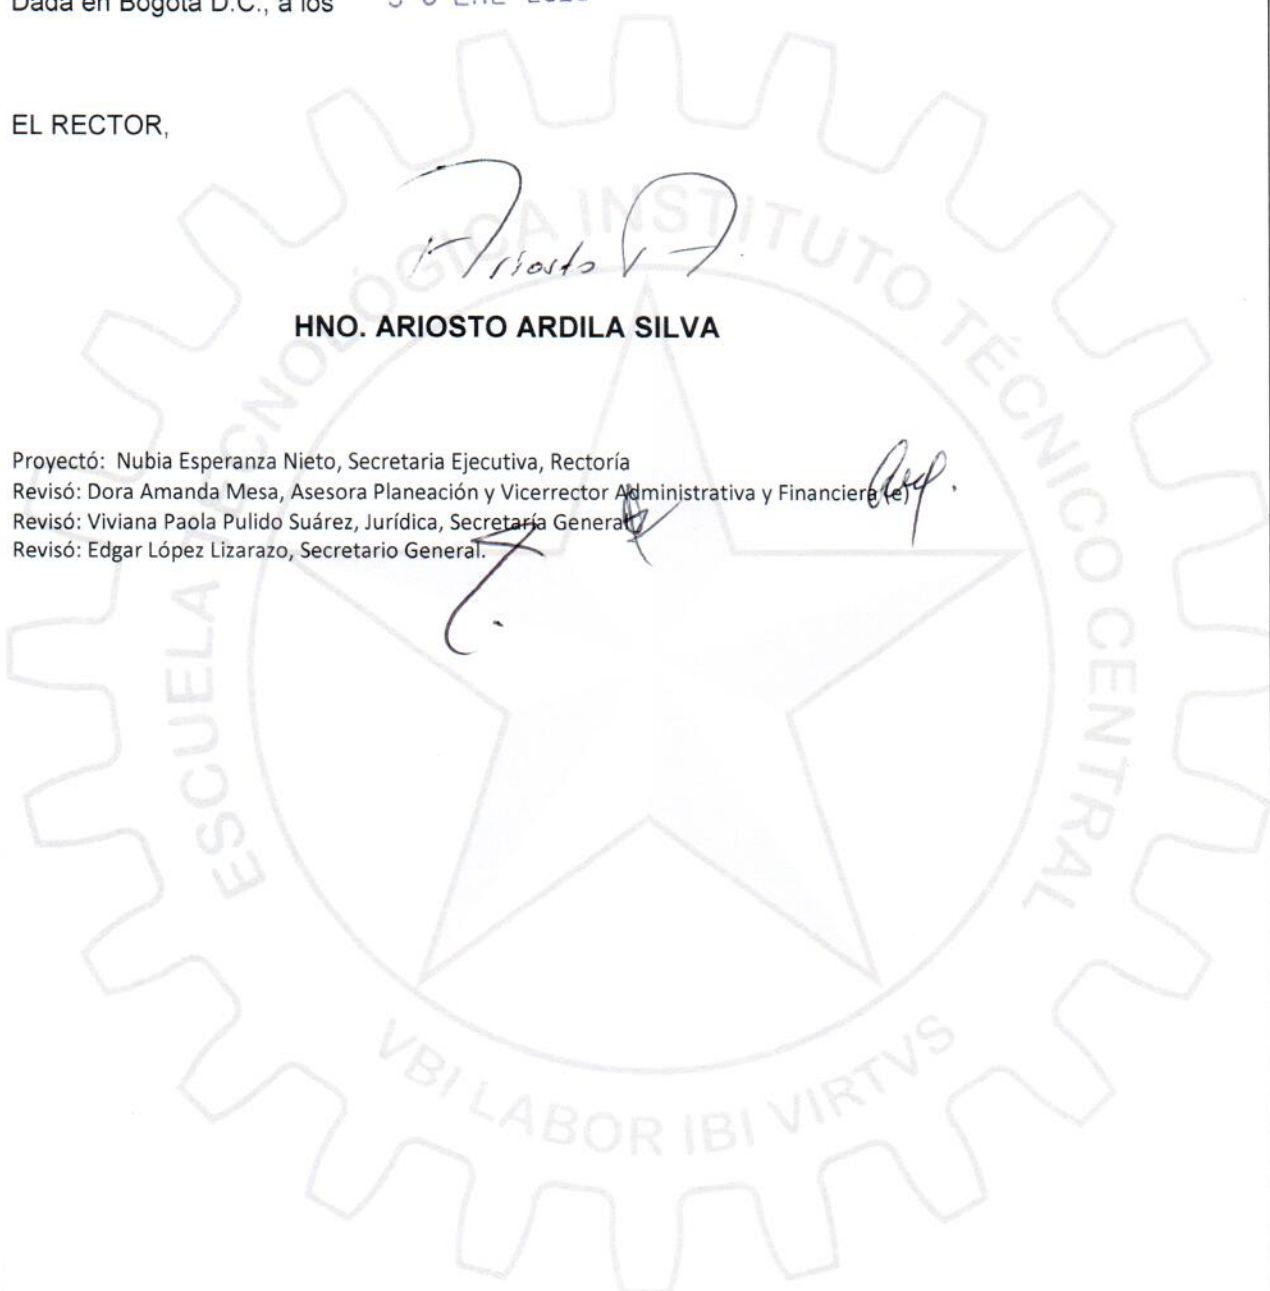 Dada en Bogotá D.C., a los
EL RECTOR,
Ariosto A.
HNO. ARIOSTO ARDILA SILVA
Proyectó: Nubia Esperanza Nieto, Secretaria Ejecutiva, Rectoría
Revisó: Dora Amanda Mesa, Asesora Planeación y Vicerrector Administrativa y Financiera (e)
Revisó: Viviana Paola Pulido Suárez, Jurídica, Secretaría General
Revisó: Edgar López Lizarazo, Secretario General.
ESCUELA TECNOLÓGICA INSTITUTO TÉCNICO CENTRAL
VBI LABOR IBI VIRTVS